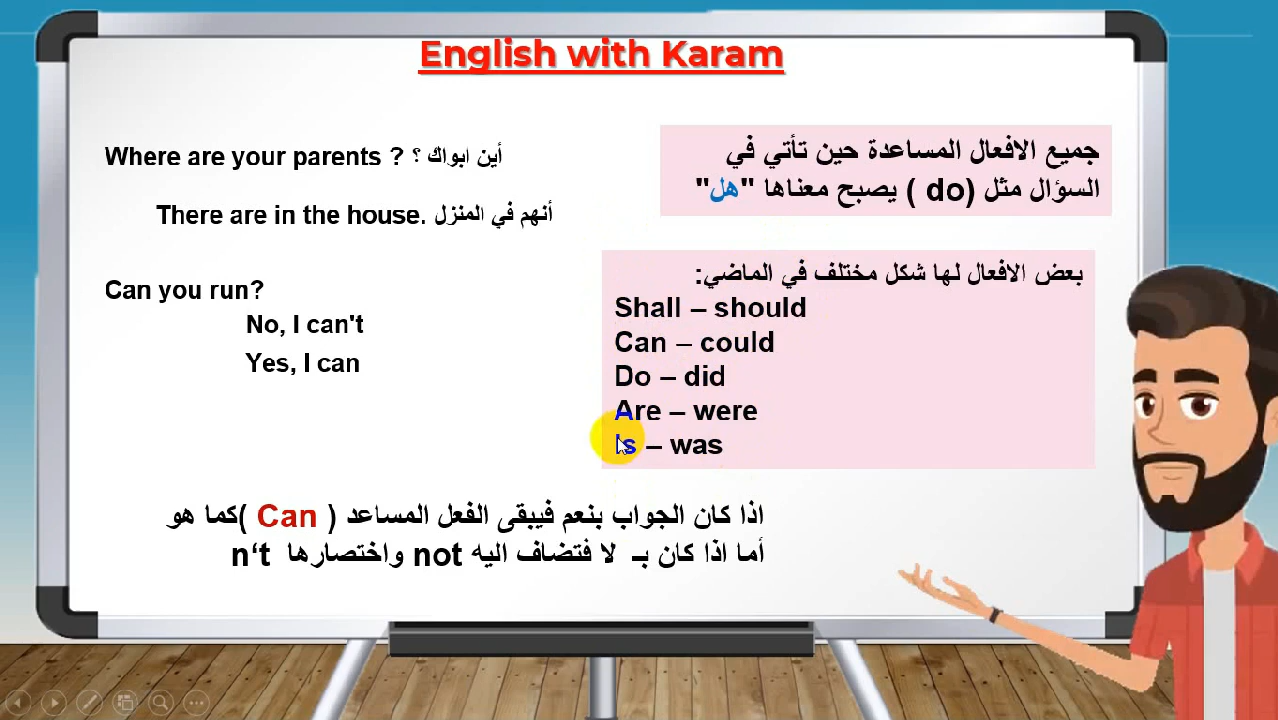 English with Karam
Where are your parents ? أين ابواك ؟
There are in the house. أنهم في المنزل
Can you run?
No, I can't
Yes, I can
جميع الافعال المساعدة حين تأتي في
السؤال مثل (do ) يصبح معناها "هل"
بعض الافعال لها شكل مختلف في الماضي:
Shall – should
Can – could
Do – did
Are – were
Is – was
اذا كان الجواب بنعم فيبقى الفعل المساعد ( Can )كما هو
أما اذا كان بـ لا فتضاف اليه not واختصارها n‘t